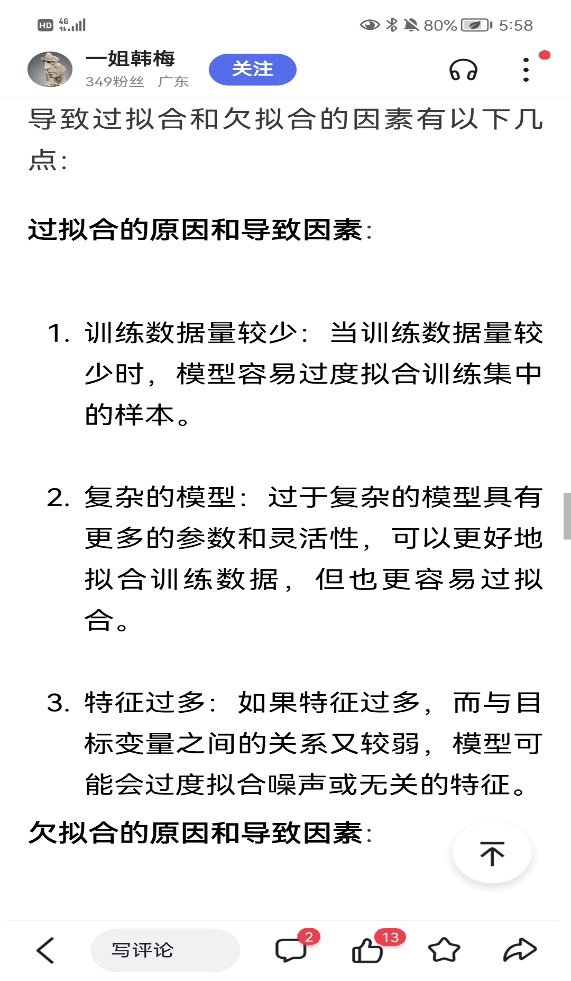 HD 4G 80% 5:58
一姐韩梅
349粉丝 广东
关注
导致过拟合和欠拟合的因素有以下几
点：
过拟合的原因和导致因素：
1. 训练数据量较少：当训练数据量较
少时，模型容易过度拟合训练集中
的样本。
2. 复杂的模型：过于复杂的模型具有
更多的参数和灵活性，可以更好地
拟合训练数据，但也更容易过拟
合。
3. 特征过多：如果特征过多，而与目
标变量之间的关系又较弱，模型可
能会过度拟合噪声或无关的特征。
欠拟合的原因和导致因素：
写评论 2 13